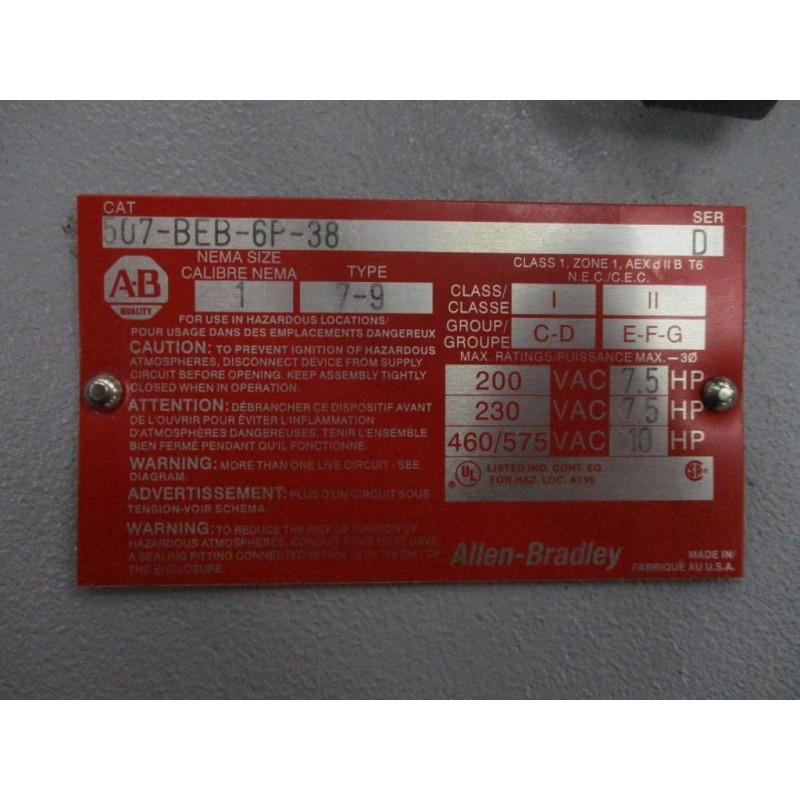 CAT SER
507-BEB-6P-38 D
NEMA SIZE
CALIBRE NEMA TYPE
1 7-9
A-B
QUALITY
FOR USE IN HAZARDOUS LOCATIONS/
POUR USAGE DANS DES EMPLACEMENTS DANGEREUX
CAUTION: TO PREVENT IGNITION OF HAZARDOUS
ATMOSPHERES, DISCONNECT DEVICE FROM SUPPLY
CIRCUIT BEFORE OPENING. KEEP ASSEMBLY TIGHTLY
CLOSED WHEN IN OPERATION.
ATTENTION: DÉBRANCHER CE DISPOSITIF AVANT
DE L'OUVRIR POUR ÉVITER L'INFLAMMATION
D'ATMOSPHÈRES DANGEREUSES. TENIR L'ENSEMBLE
BIEN FERMÉ PENDANT QU'IL FONCTIONNE.
WARNING: MORE THAN ONE LIVE CIRCUIT - SEE
DIAGRAM.
ADVERTISSEMENT: PLUS D'UN CIRCUIT SOUS
TENSION-VOIR SCHEMA.
WARNING: TO REDUCE THE RISK OF IGNITION OF
HAZARDOUS ATMOSPHERES, CONDUIT RUNS MUST HAVE
A SEALING FITTING CONNECTED WITHIN OF
THE ENCLOSURE.
CLASS 1, ZONE 1, AEX d II B T6
N.E.C./C.E.C.
CLASS/
CLASSE I II
GROUP/
GROUPE C-D E-F-G
MAX. RATINGS/PUISSANCE MAX.-3Ø
200 VAC 7.5 HP
230 VAC 7.5 HP
460/575 VAC 10 HP
UL LISTED IND. CONT. EQ.
FOR HAZ. LOC. A196
Allen-Bradley
MADE IN/
FABRIQUÉ AU U.S.A.